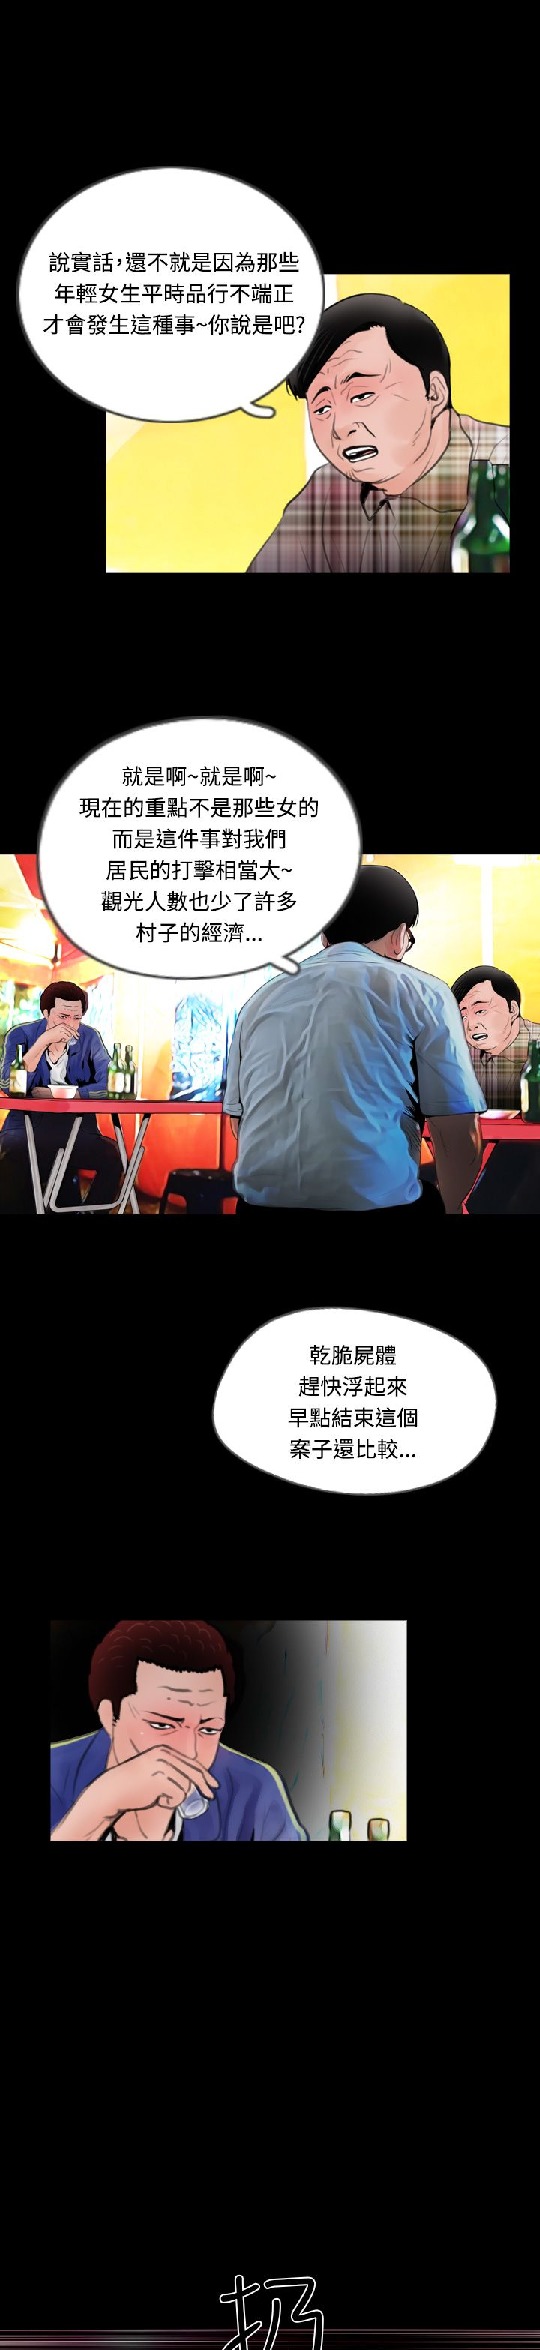 說實話，還不就是因為那些
年輕女生平時品行不端正
才會發生這種事~你說是吧?
就是啊~就是啊~
現在的重點不是那些女的
而是這件事對我們
居民的打擊相當大~
觀光人數也少了許多
村子的經濟...
乾脆屍體
趕快浮起來
早點結束這個
案子還比較...
扔